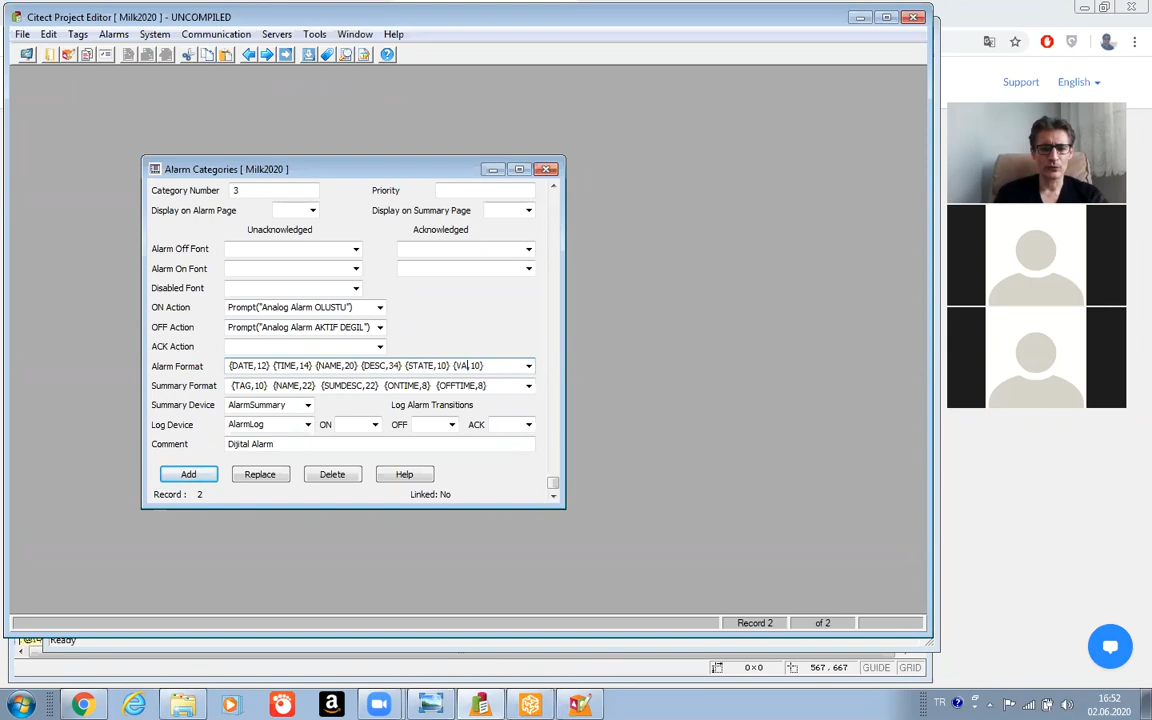 Citect Project Editor [ Milk2020 ] - UNCOMPILED
File Edit Tags Alarms System Communication Servers Tools Window Help
Support English
Alarm Categories [ Milk2020 ]
Category Number 3 Priority
Display on Alarm Page Display on Summary Page
Unacknowledged Acknowledged
Alarm Off Font
Alarm On Font
Disabled Font
ON Action Prompt("Analog Alarm OLUSTU")
OFF Action Prompt("Analog Alarm AKTIF DEGIL")
ACK Action
Alarm Format {DATE,12} {TIME,14} {NAME,20} {DESC,34} {STATE,10} {VA,10}
Summary Format {TAG,10} {NAME,22} {SUMDESC,22} {ONTIME,8} {OFFTIME,8}
Summary Device AlarmSummary Log Alarm Transitions
Log Device AlarmLog ON OFF ACK
Comment Dijital Alarm
Add Replace Delete Help
Record : 2 Linked: No
Record 2 of 2
Ready
0×0 567, 667 GUIDE GRID
TR 16:52
02.06.2020